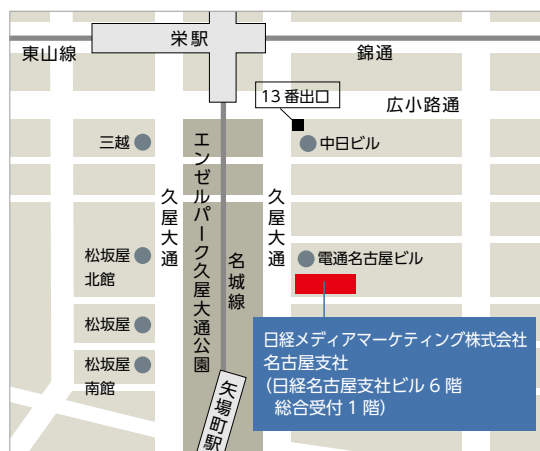 栄駅
東山線
錦通
13番出口
広小路通
三越
中日ビル
エンゼルパーク久屋大通公園
久屋大通
久屋大通
名城線
松坂屋
北館
電通名古屋ビル
松坂屋
松坂屋
南館
矢場町駅
日経メディアマーケティング株式会社
名古屋支社
(日経名古屋支社ビル6階
総合受付1階)